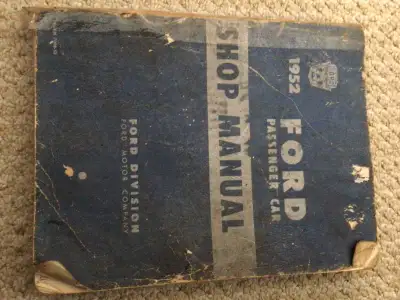 1952
FORD
PASSENGER CAR
SHOP MANUAL
FORD DIVISION
FORD MOTOR COMPANY